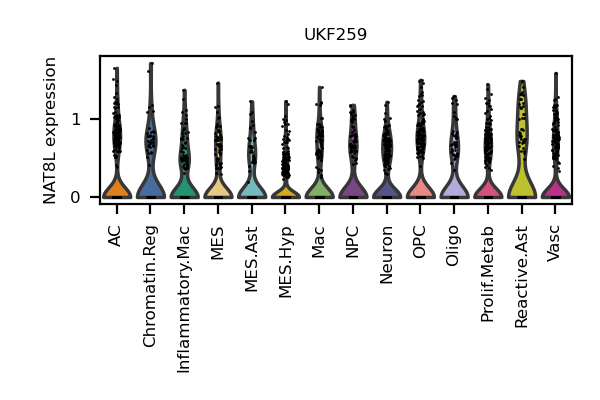 UKF259
NAT8L expression
1
0
AC
Chromatin.Reg
Inflammatory.Mac
MES
MES.Ast
MES.Hyp
Mac
NPC
Neuron
OPC
Oligo
Prolif.Metab
Reactive.Ast
Vasc